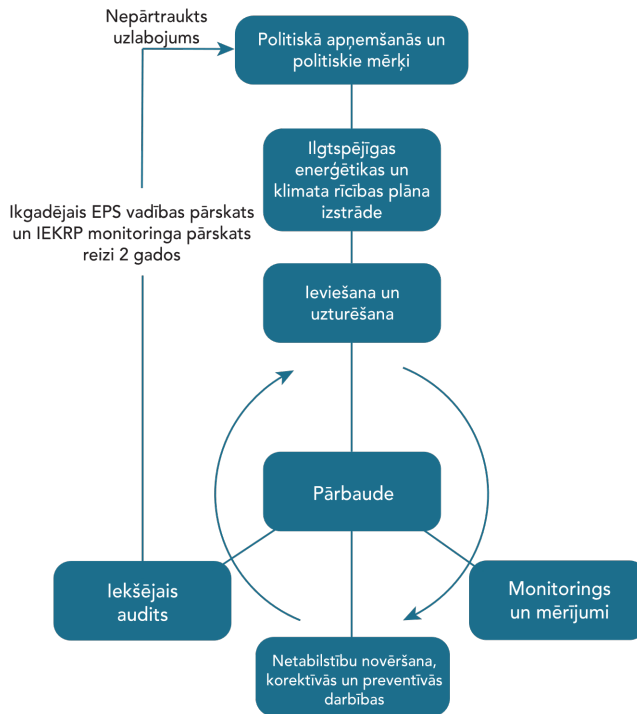 Nepārtraukts
uzlabojums
Politiskā apņemšanās un
politiskie mērķi
Ilgtspējīgas
enerģētikas un
klimata rīcības plāna
izstrāde
Ikgadējais EPS vadības pārskats
un IEKRP monitoringa pārskats
reizi 2 gados
Ieviešana un
uzturēšana
Pārbaude
Iekšējais
audits
Monitorings
un mērījumi
Netabilstību novēršana,
korektīvās un preventīvās
darbības